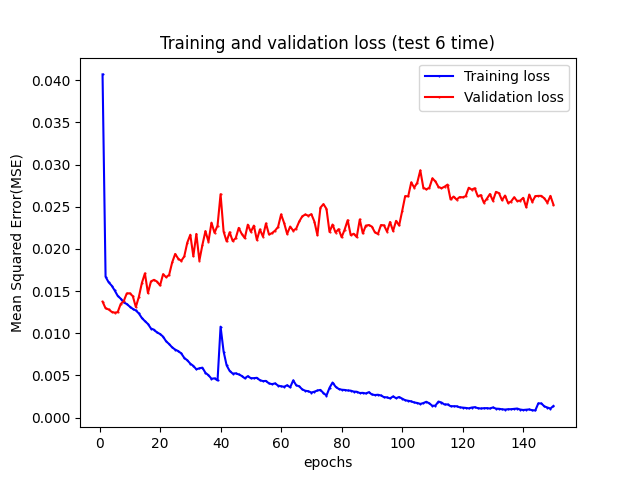 Training and validation loss (test 6 time)
Training loss
Validation loss
0.040
0.035
0.030
0.025
0.020
0.015
0.010
0.005
0.000
Mean Squared Error(MSE)
0 20 40 60 80 100 120 140
epochs